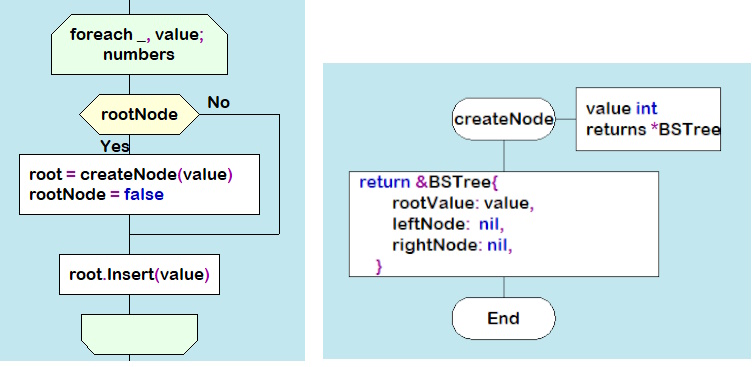 foreach _, value;
numbers
rootNode
No
Yes
root = createNode(value)
rootNode = false
root.Insert(value)
createNode
value int
returns *BSTree
return &BSTree{
rootValue: value,
leftNode: nil,
rightNode: nil,
}
End